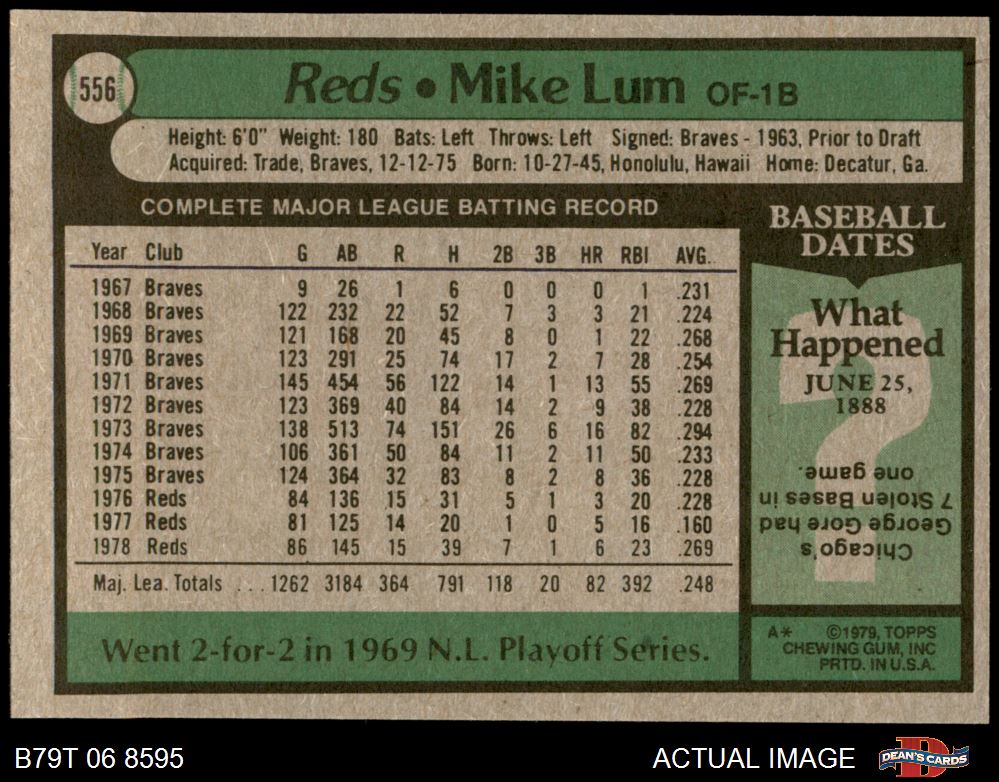 556
Reds • Mike Lum OF-1B
Height: 6'0" Weight: 180 Bats: Left Throws: Left Signed: Braves - 1963, Prior to Draft
Acquired: Trade, Braves, 12-12-75 Born: 10-27-45, Honolulu, Hawaii Home: Decatur, Ga.
COMPLETE MAJOR LEAGUE BATTING RECORD
Year Club G AB R H 2B 3B HR RBI AVG.
1967 Braves 9 26 1 6 0 0 0 1 .231
1968 Braves 122 232 22 52 7 3 3 21 .224
1969 Braves 121 168 20 45 8 0 1 22 .268
1970 Braves 123 291 25 74 17 2 7 28 .254
1971 Braves 145 454 56 122 14 1 13 55 .269
1972 Braves 123 369 40 84 14 2 9 38 .228
1973 Braves 138 513 74 151 26 6 16 82 .294
1974 Braves 106 361 50 84 11 2 11 50 .233
1975 Braves 124 364 32 83 8 2 8 36 .228
1976 Reds 84 136 15 31 5 1 3 20 .228
1977 Reds 81 125 14 20 1 0 5 16 .160
1978 Reds 86 145 15 39 7 1 6 23 .269
Maj. Lea. Totals . . . 1262 3184 364 791 118 20 82 392 .248
Went 2-for-2 in 1969 N.L. Playoff Series.
BASEBALL
DATES
What
Happened
JUNE 25,
1888
?
Chicago's
George Gore had
7 Stolen Bases in
one game.
A* ©1979, TOPPS
CHEWING GUM, INC
PRTD. IN U.S.A.
B79T 06 8595
ACTUAL IMAGE
D
DEAN'S CARDS